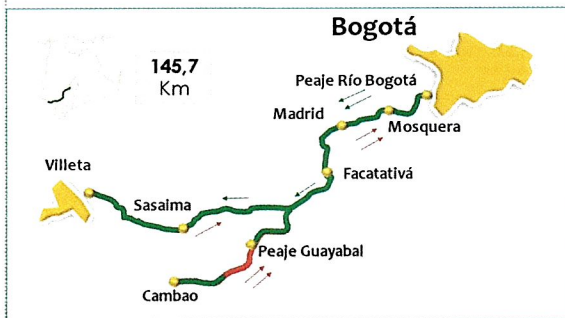 Bogotá
145,7
Km
Peaje Río Bogotá
Madrid
Mosquera
Villeta
Facatativá
Sasaima
Peaje Guayabal
Cambao